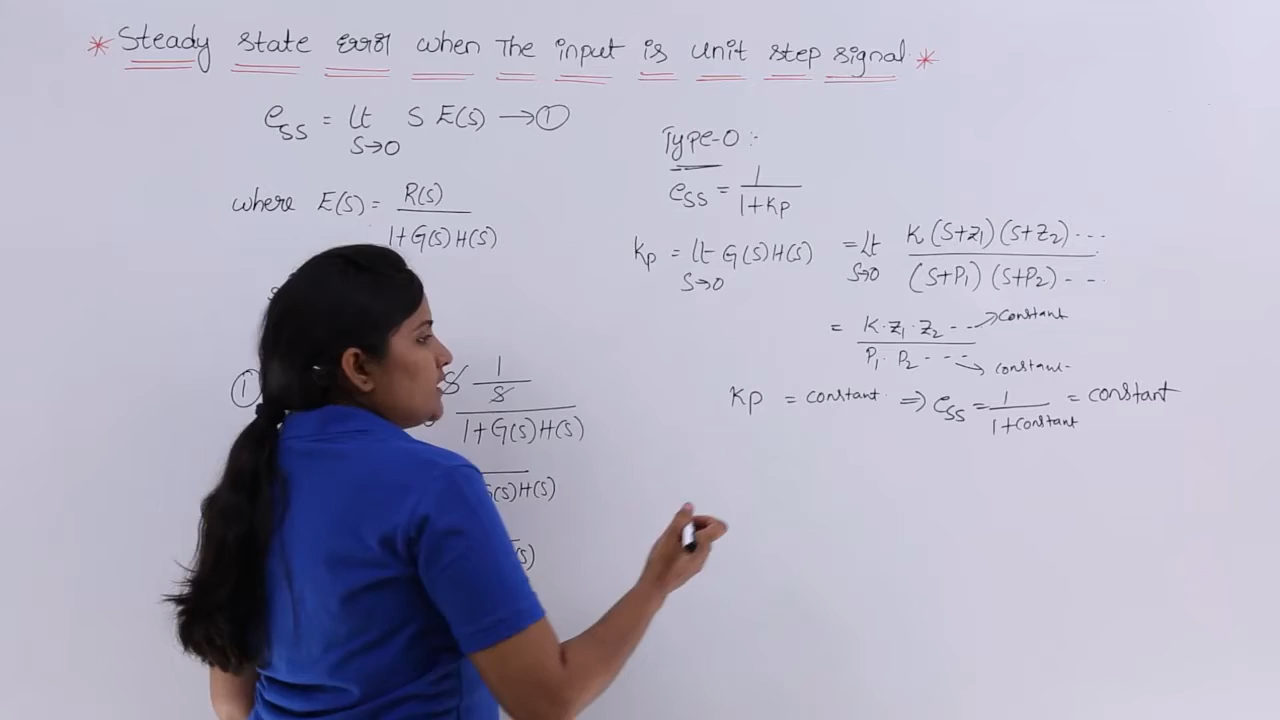 * Steady state error when The input is unit step signal *
e_ss = Lt S→0 S E(S) → ①
where E(S) = R(S) / 1+G(S)H(S)
① S 1/S / 1+G(S)H(S)
G(S)H(S)
(S)
Type-0 :-
e_ss = 1 / 1+Kp
Kp = Lt S→0 G(S)H(S) = Lt S→0 K(S+Z1)(S+Z2)... / (S+P1)(S+P2)---
= K·Z1·Z2 -- → constant / P1·P2 --- → constant
Kp = constant ⇒ e_ss = 1 / 1+constant = constant